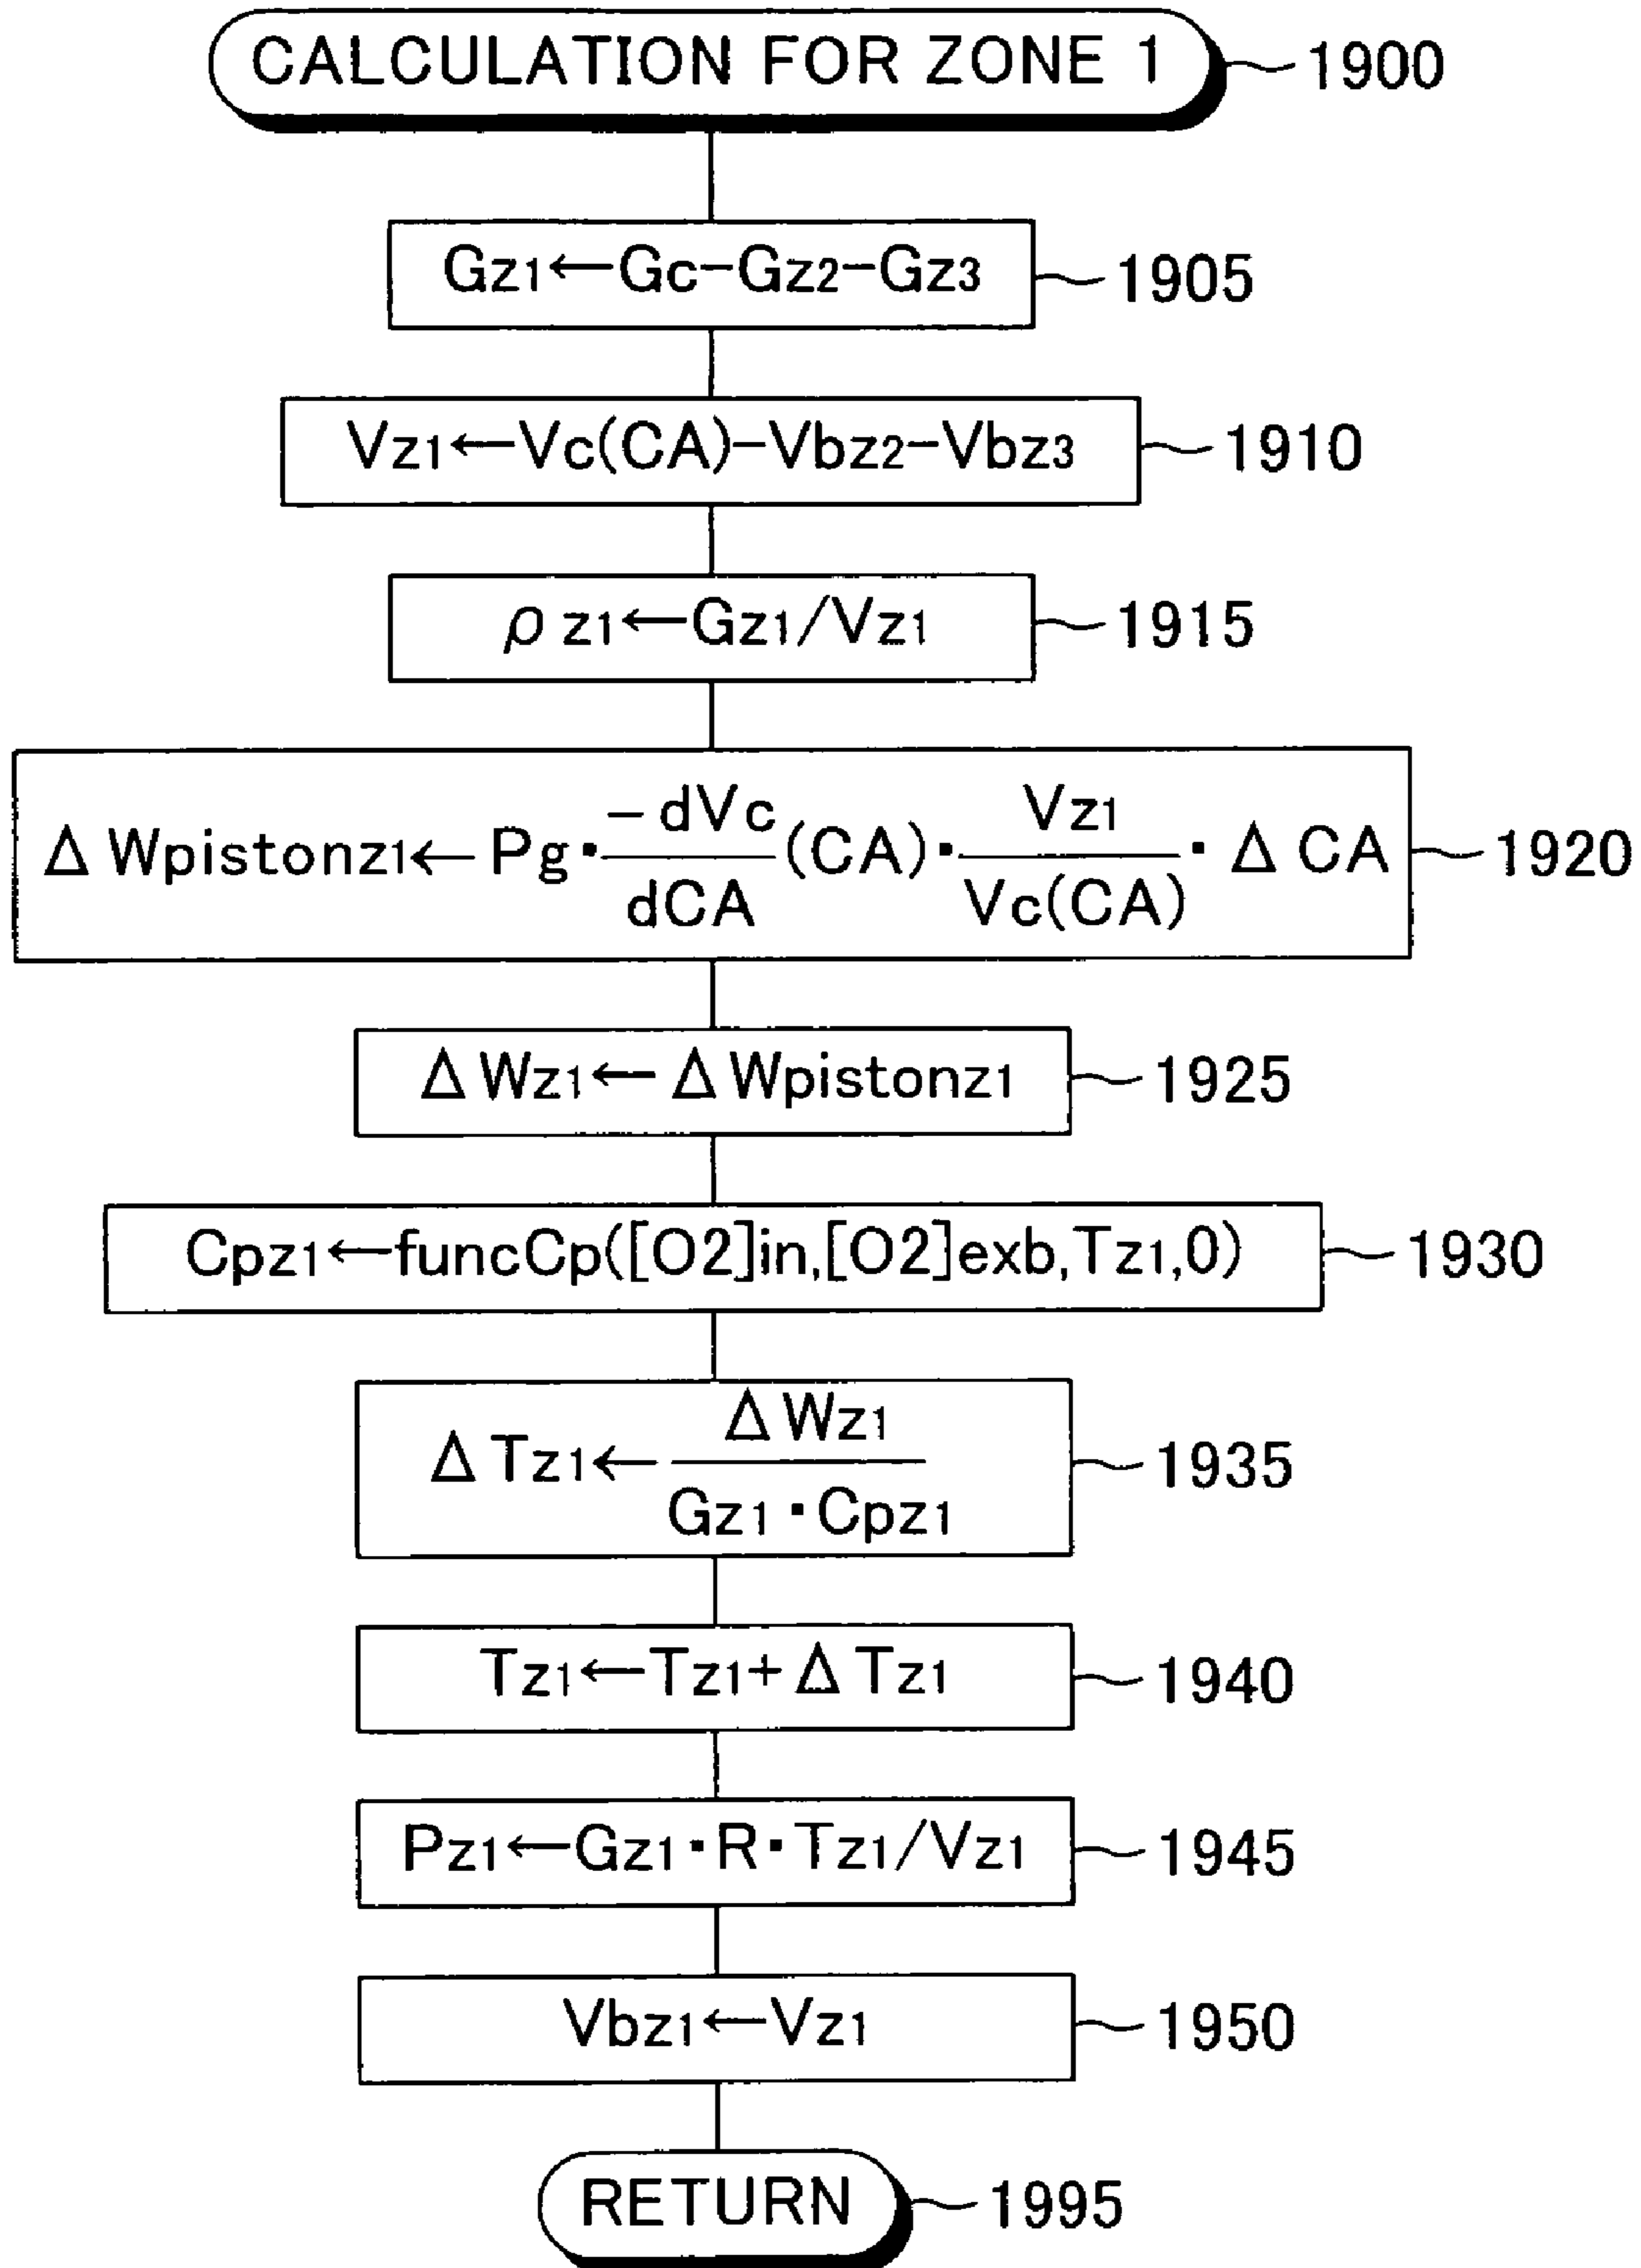 CALCULATION FOR ZONE 1 1900
Gz1←Gc−Gz2−Gz3 1905
Vz1←Vc(CA)−Vbz2−Vbz3 1910
ρz1←Gz1/Vz1 1915
ΔWpistonz1← Pg・−dVc/dCA(CA)・Vz1/Vc(CA)・ΔCA 1920
ΔWz1←ΔWpistonz1 1925
Cpz1←funcCp([O2]in,[O2]exb,Tz1,0) 1930
ΔTz1←ΔWz1/Gz1・Cpz1 1935
Tz1←Tz1+ΔTz1 1940
Pz1←Gz1・R・Tz1/Vz1 1945
Vbz1←Vz1 1950
RETURN 1995